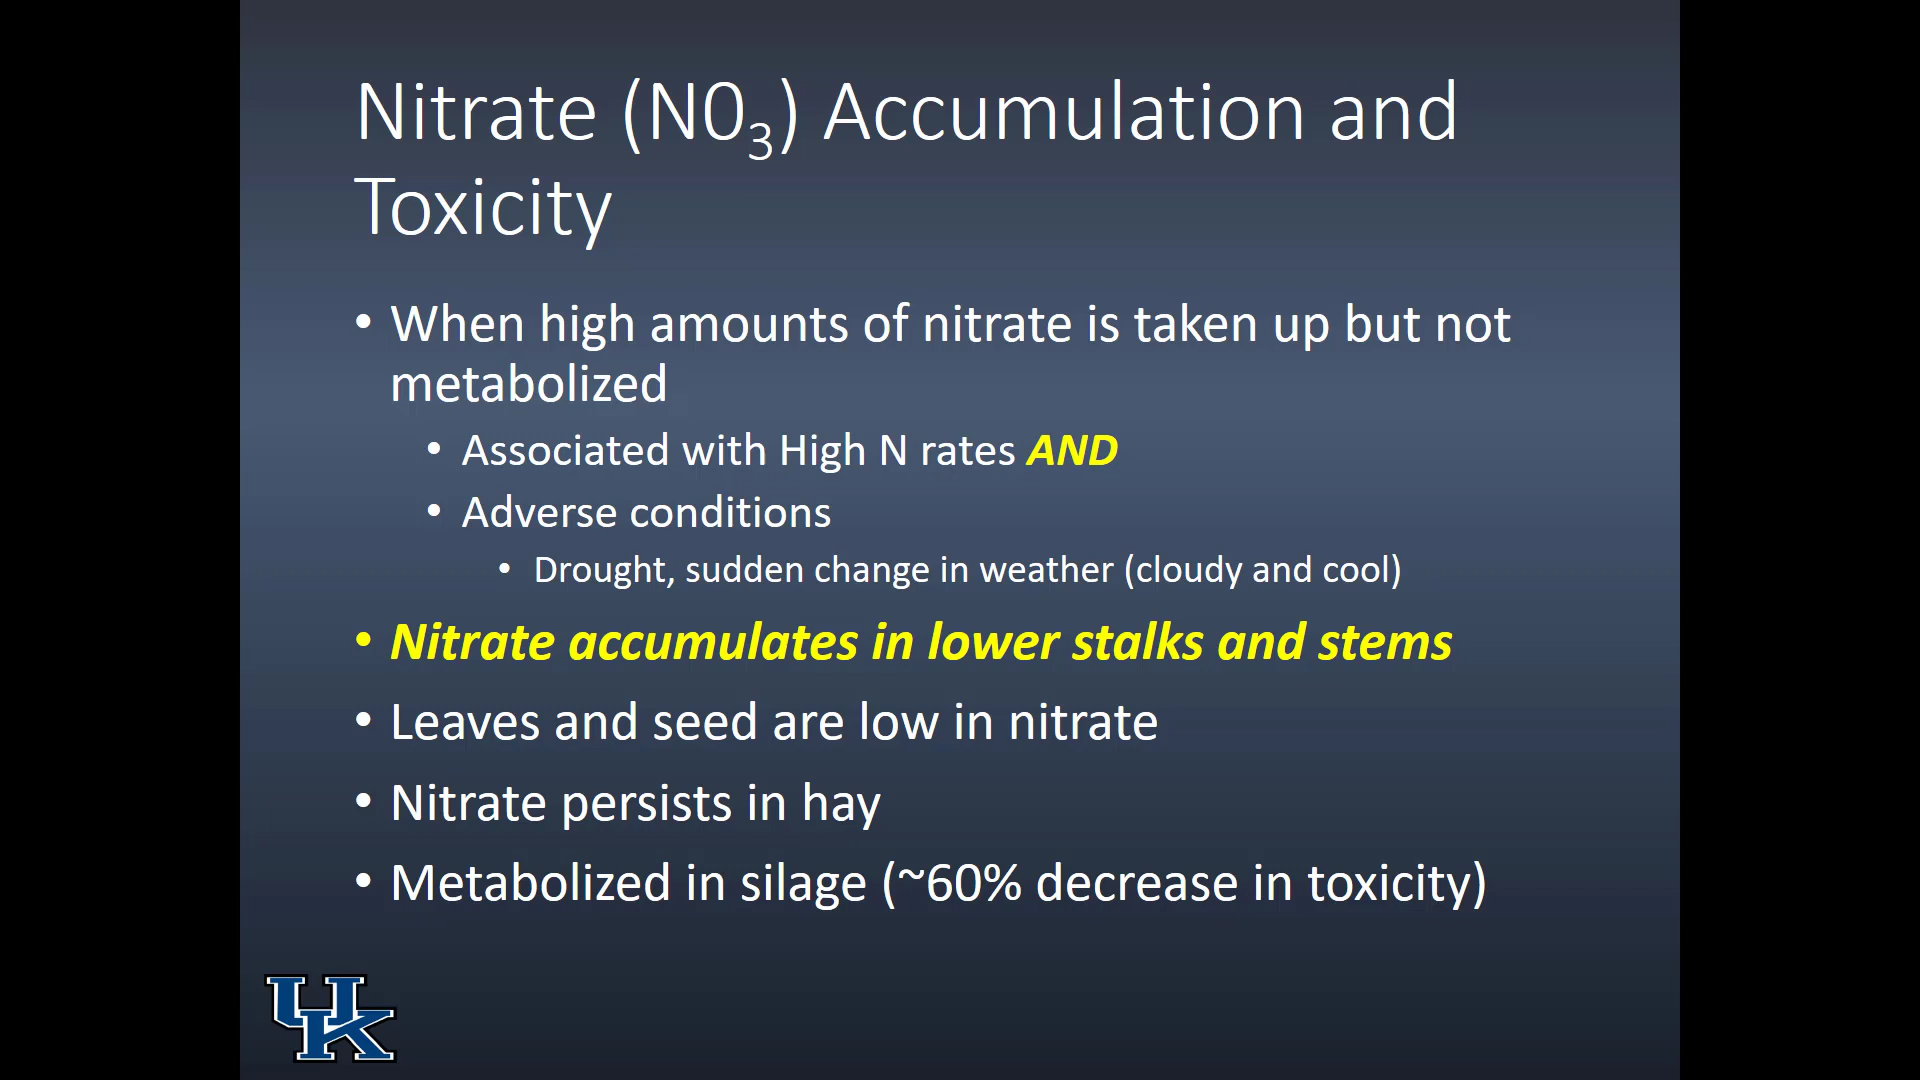 Nitrate (N0₃) Accumulation and
Toxicity
• When high amounts of nitrate is taken up but not
metabolized
• Associated with High N rates AND
• Adverse conditions
• Drought, sudden change in weather (cloudy and cool)
• Nitrate accumulates in lower stalks and stems
• Leaves and seed are low in nitrate
• Nitrate persists in hay
• Metabolized in silage (~60% decrease in toxicity)
UK